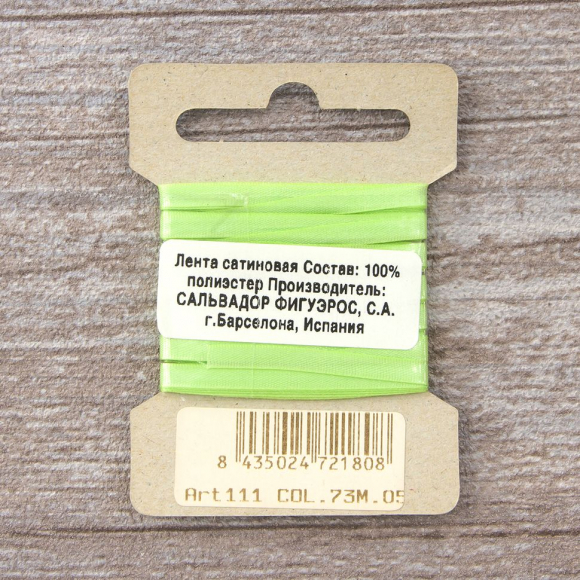 Лента сатиновая Состав: 100%
полиэстер Производитель:
САЛЬВАДОР ФИГУЭРОС, С.А.
г.Барселона, Испания
8 435024 721808
Art111 COL.73M.05